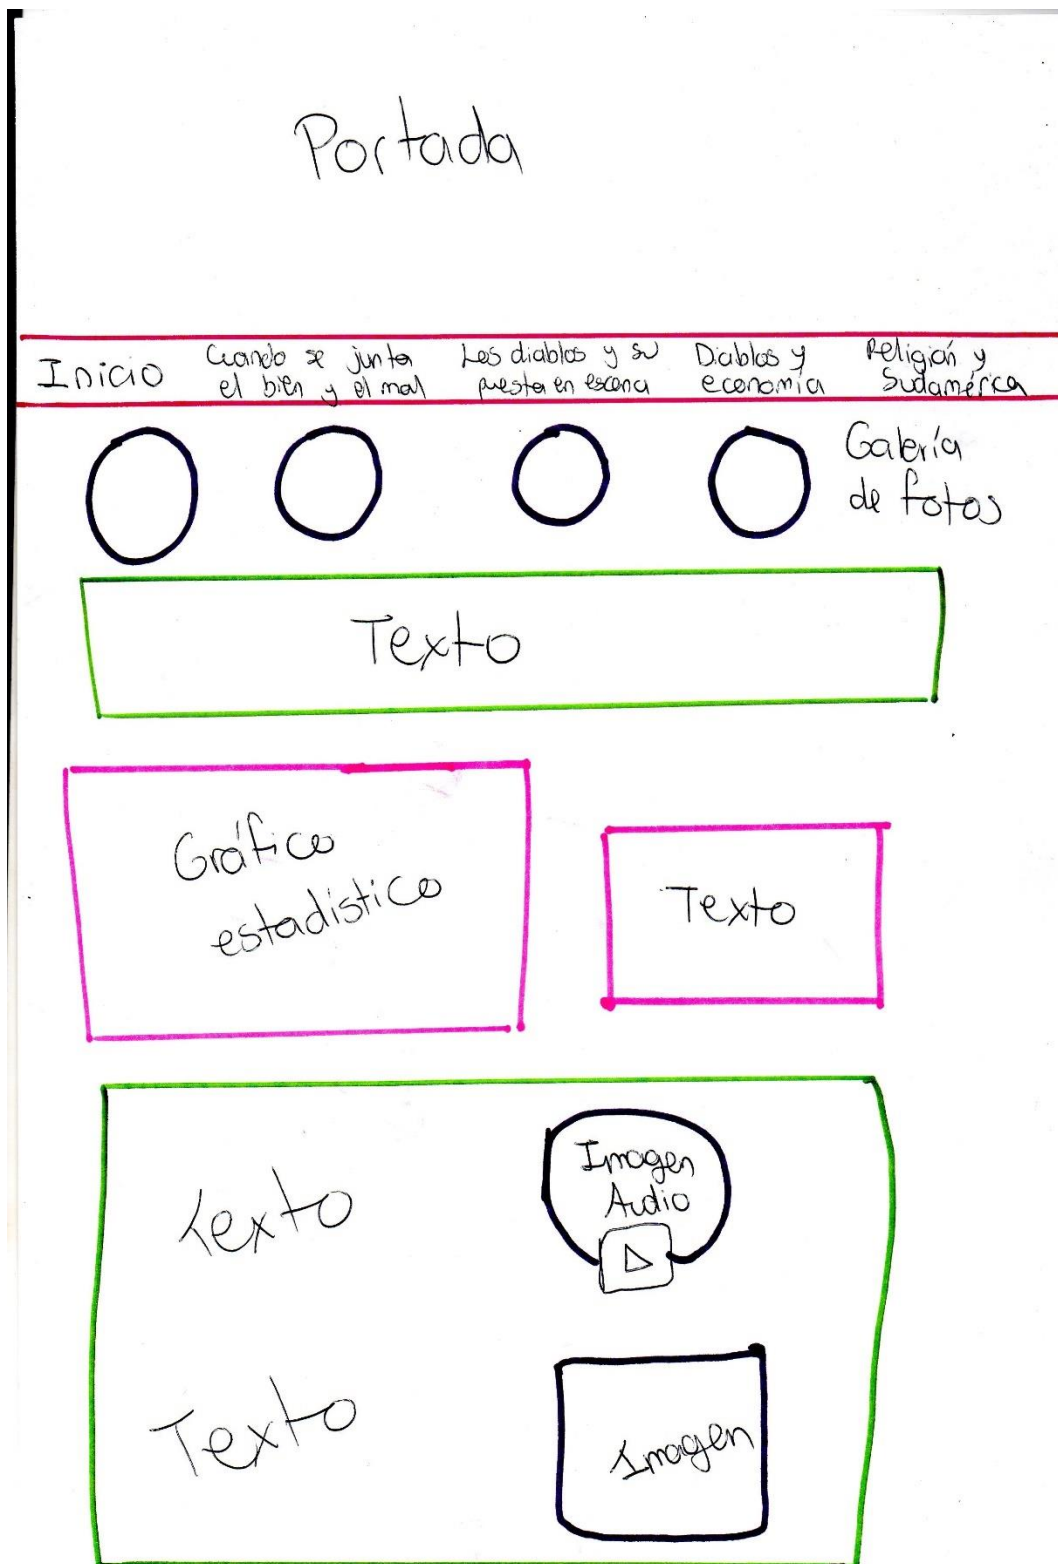 Portada
Inicio
Cuando se junta
el bien y el mal
Los diablos y su
puesta en escena
Diablos y
economía
Religión y
Sudamérica
Galería
de fotos
Texto
Gráfico
estadístico
Texto
Texto
Imagen
Audio
Texto
Imagen